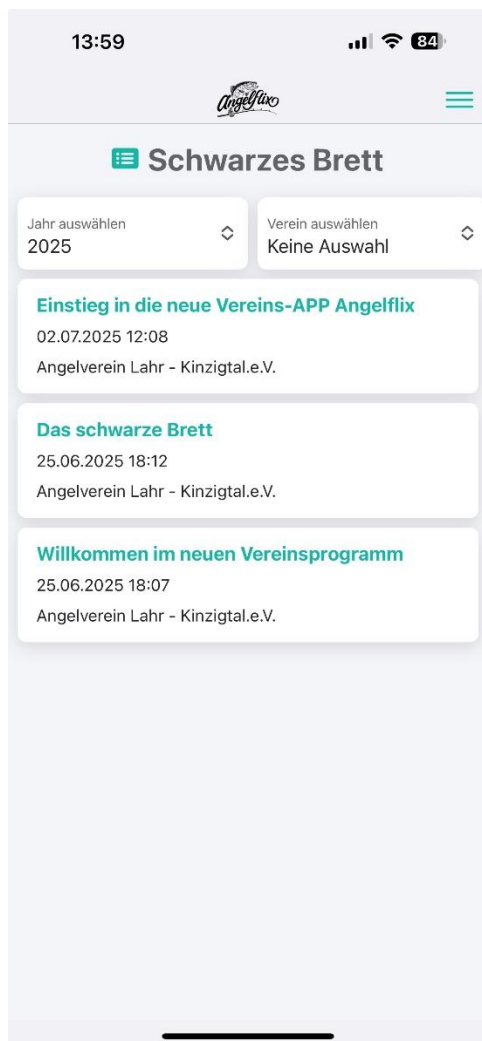 13:59
84
Angelflix
Schwarzes Brett
Jahr auswählen
2025
Verein auswählen
Keine Auswahl
Einstieg in die neue Vereins-APP Angelflix
02.07.2025 12:08
Angelverein Lahr - Kinzigtal.e.V.
Das schwarze Brett
25.06.2025 18:12
Angelverein Lahr - Kinzigtal.e.V.
Willkommen im neuen Vereinsprogramm
25.06.2025 18:07
Angelverein Lahr - Kinzigtal.e.V.